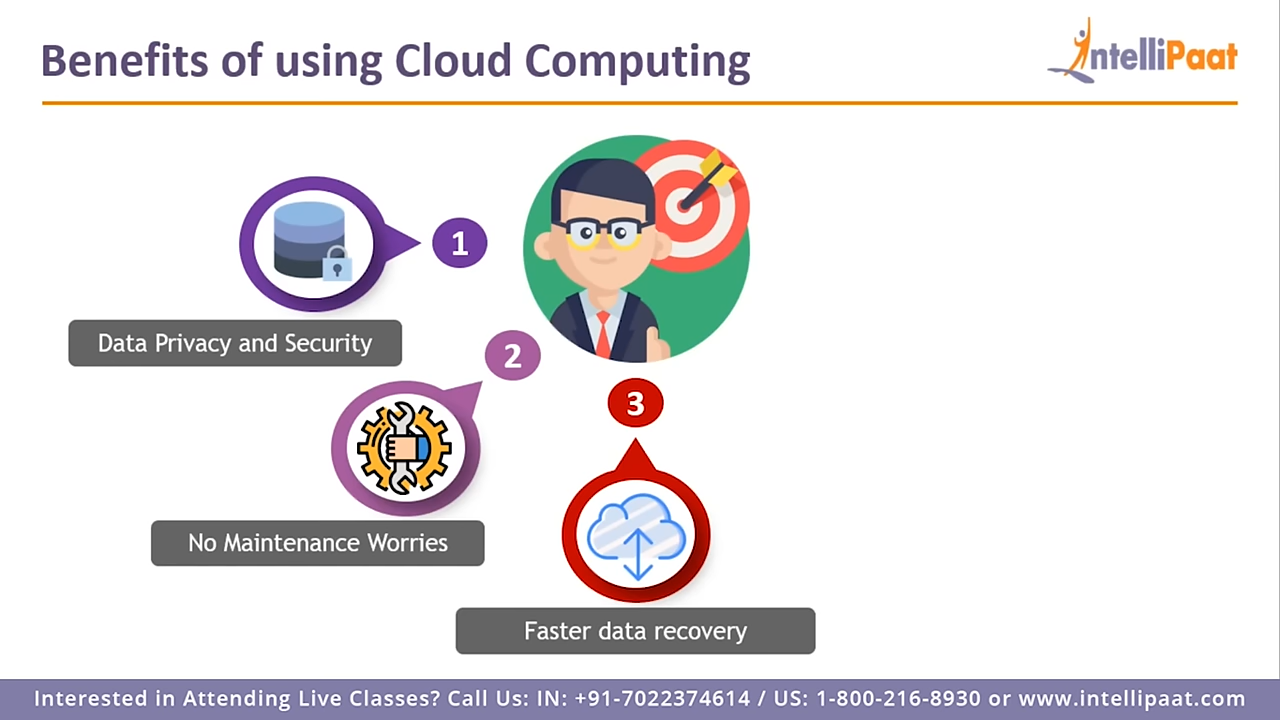 Benefits of using Cloud Computing
IntelliPaat
1
Data Privacy and Security
2
No Maintenance Worries
3
Faster data recovery
Interested in Attending Live Classes? Call Us: IN: +91-7022374614 / US: 1-800-216-8930 or www.intellipaat.com